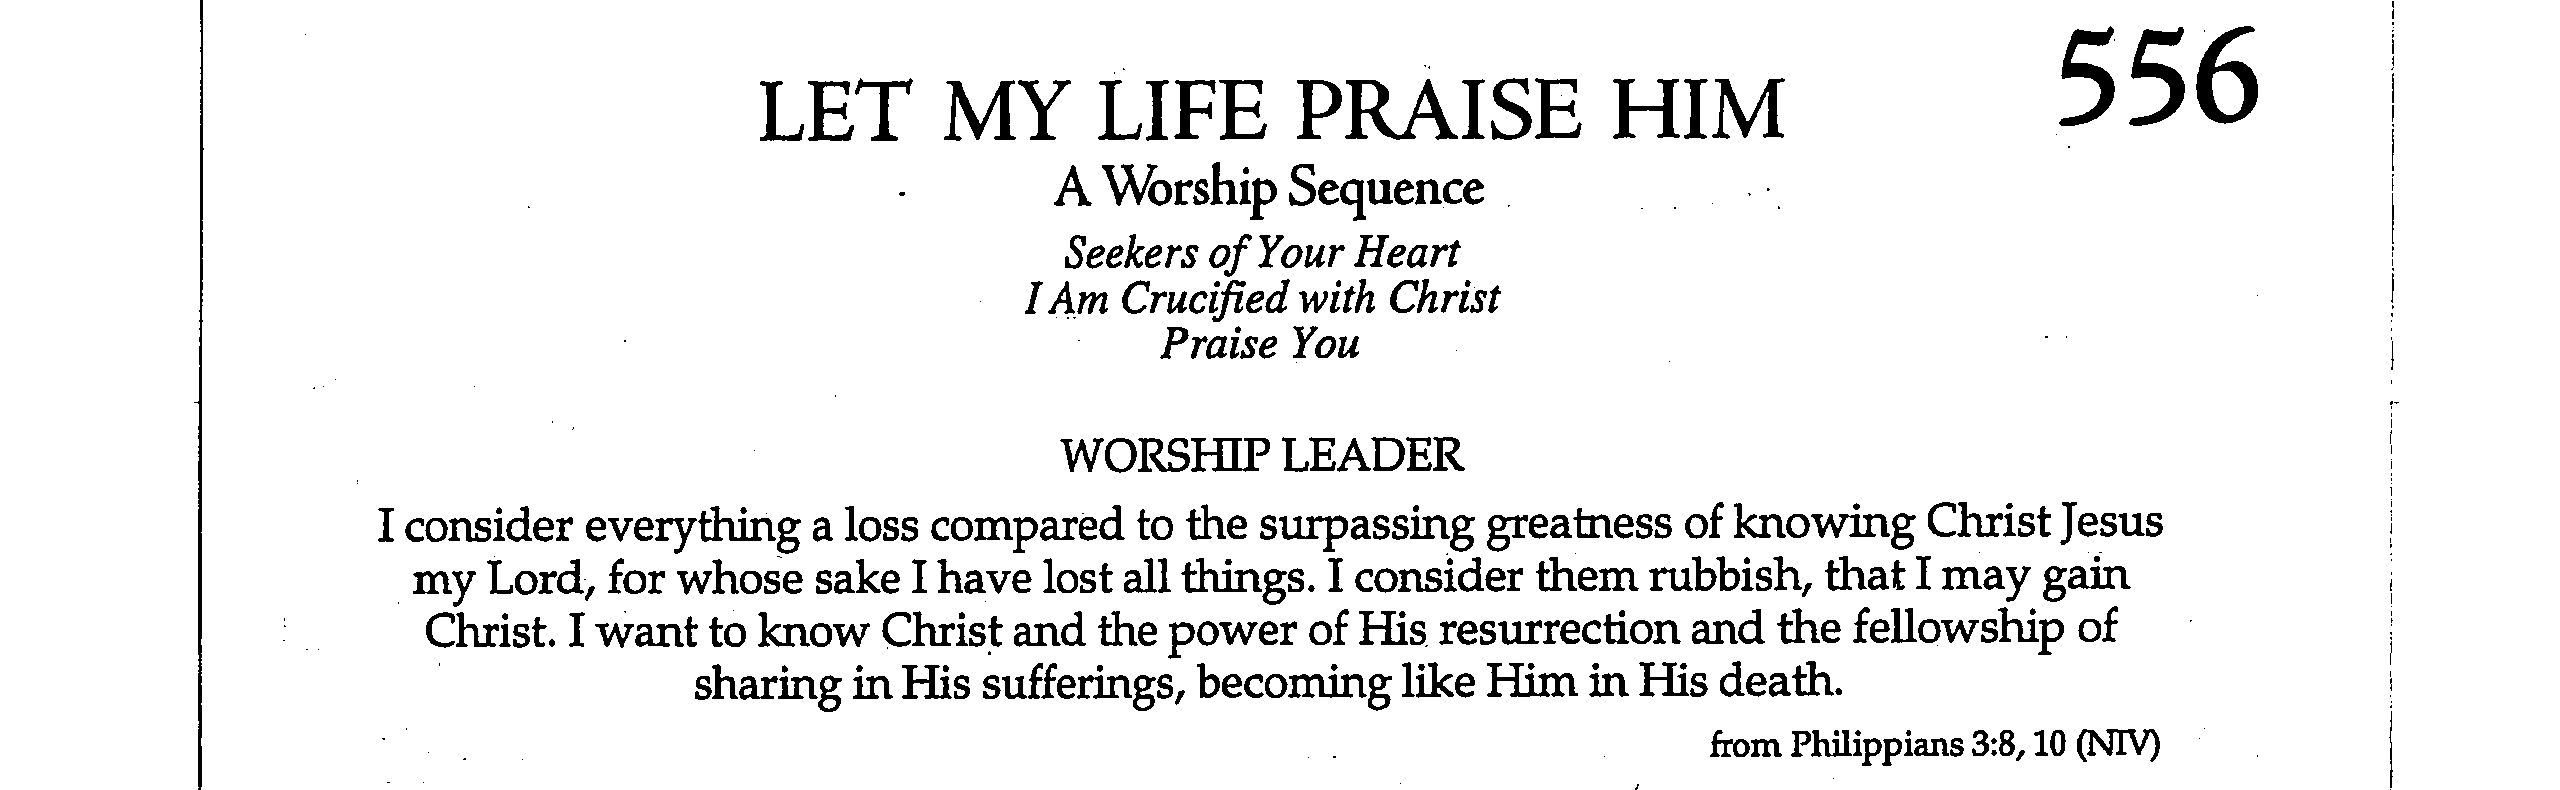 556
LET MY LIFE PRAISE HIM
A Worship Sequence
Seekers of Your Heart
I Am Crucified with Christ
Praise You
WORSHIP LEADER
I consider everything a loss compared to the surpassing greatness of knowing Christ Jesus
my Lord, for whose sake I have lost all things. I consider them rubbish, that I may gain
Christ. I want to know Christ and the power of His resurrection and the fellowship of
sharing in His sufferings, becoming like Him in His death.
from Philippians 3:8, 10 (NIV)